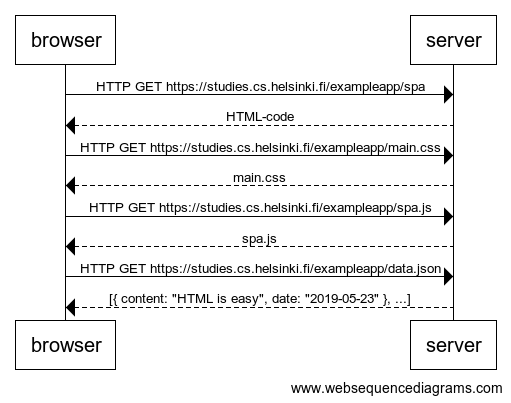 browser
server
HTTP GET https://studies.cs.helsinki.fi/exampleapp/spa
HTML-code
HTTP GET https://studies.cs.helsinki.fi/exampleapp/main.css
main.css
HTTP GET https://studies.cs.helsinki.fi/exampleapp/spa.js
spa.js
HTTP GET https://studies.cs.helsinki.fi/exampleapp/data.json
[{ content: "HTML is easy", date: "2019-05-23" }, ...]
browser
server
www.websequencediagrams.com